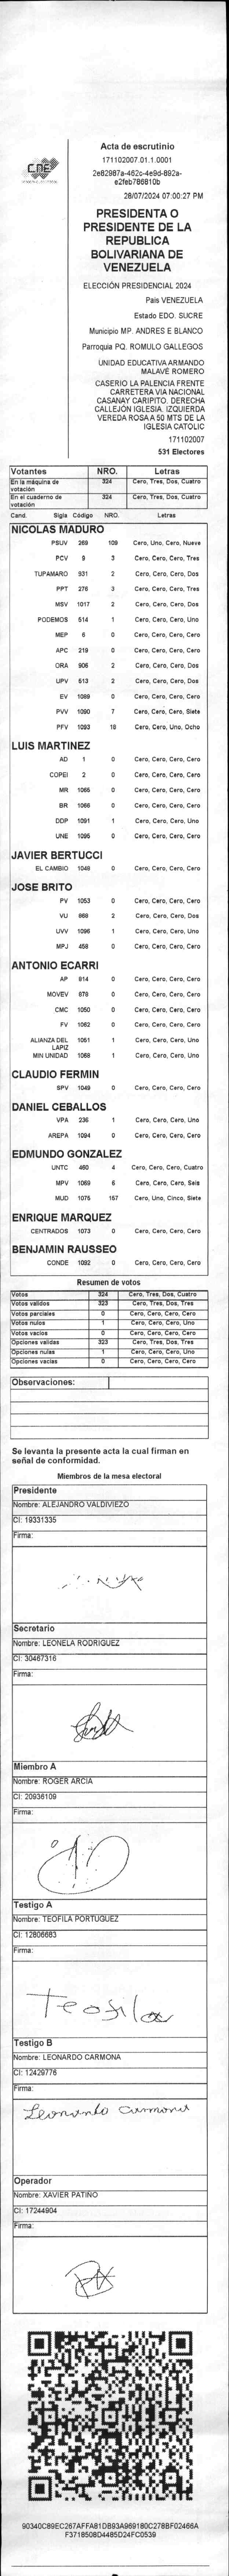 CNE
Acta de escrutinio
171102007.01.1.0001
2e82987a-462c-4e9d-892a-
e2feb786810b
28/07/2024 07:00:27 PM
PRESIDENTA O
PRESIDENTE DE LA
REPUBLICA
BOLIVARIANA DE
VENEZUELA
ELECCIÓN PRESIDENCIAL 2024
País VENEZUELA
Estado EDO. SUCRE
Municipio MP. ANDRES E BLANCO
Parroquia PQ. ROMULO GALLEGOS
UNIDAD EDUCATIVA ARMANDO
MALAVÉ ROMERO
CASERIO LA PALENCIA FRENTE
CARRETERA VIA NACIONAL
CASANAY CARIPITO. DERECHA
CALLEJÓN IGLESIA. IZQUIERDA
VEREDA ROSA A 50 MTS DE LA
IGLESIA CATOLIC
171102007
531 Electores
Votantes NRO. Letras
En la máquina de votación 324 Cero, Tres, Dos, Cuatro
En el cuaderno de votación 324 Cero, Tres, Dos, Cuatro
Cand. Sigla Código NRO. Letras
NICOLAS MADURO
PSUV 269 109 Cero, Uno, Cero, Nueve
PCV 9 3 Cero, Cero, Cero, Tres
TUPAMARO 931 2 Cero, Cero, Cero, Dos
PPT 276 3 Cero, Cero, Cero, Tres
MSV 1017 2 Cero, Cero, Cero, Dos
PODEMOS 514 1 Cero, Cero, Cero, Uno
MEP 6 0 Cero, Cero, Cero, Cero
APC 219 0 Cero, Cero, Cero, Cero
ORA 906 2 Cero, Cero, Cero, Dos
UPV 513 2 Cero, Cero, Cero, Dos
EV 1089 0 Cero, Cero, Cero, Cero
PVV 1090 7 Cero, Cero, Cero, Siete
PFV 1093 18 Cero, Cero, Uno, Ocho
LUIS MARTINEZ
AD 1 0 Cero, Cero, Cero, Cero
COPEI 2 0 Cero, Cero, Cero, Cero
MR 1065 0 Cero, Cero, Cero, Cero
BR 1066 0 Cero, Cero, Cero, Cero
DDP 1091 1 Cero, Cero, Cero, Uno
UNE 1095 0 Cero, Cero, Cero, Cero
JAVIER BERTUCCI
EL CAMBIO 1048 0 Cero, Cero, Cero, Cero
JOSE BRITO
PV 1053 0 Cero, Cero, Cero, Cero
VU 868 2 Cero, Cero, Cero, Dos
UVV 1096 1 Cero, Cero, Cero, Uno
MPJ 458 0 Cero, Cero, Cero, Cero
ANTONIO ECARRI
AP 814 0 Cero, Cero, Cero, Cero
MOVEV 878 0 Cero, Cero, Cero, Cero
CMC 1050 0 Cero, Cero, Cero, Cero
FV 1062 0 Cero, Cero, Cero, Cero
ALIANZA DEL LAPIZ 1051 1 Cero, Cero, Cero, Uno
MIN UNIDAD 1068 1 Cero, Cero, Cero, Uno
CLAUDIO FERMIN
SPV 1049 0 Cero, Cero, Cero, Cero
DANIEL CEBALLOS
VPA 236 1 Cero, Cero, Cero, Uno
AREPA 1094 0 Cero, Cero, Cero, Cero
EDMUNDO GONZALEZ
UNTC 460 4 Cero, Cero, Cero, Cuatro
MPV 1069 6 Cero, Cero, Cero, Seis
MUD 1075 157 Cero, Uno, Cinco, Siete
ENRIQUE MARQUEZ
CENTRADOS 1073 0 Cero, Cero, Cero, Cero
BENJAMIN RAUSSEO
CONDE 1092 0 Cero, Cero, Cero, Cero
Resumen de votos
Votos 324 Cero, Tres, Dos, Cuatro
Votos validos 323 Cero, Tres, Dos, Tres
Votos parciales 0 Cero, Cero, Cero, Cero
Votos nulos 1 Cero, Cero, Cero, Uno
Votos vacios 0 Cero, Cero, Cero, Cero
Opciones validas 323 Cero, Tres, Dos, Tres
Opciones nulas 1 Cero, Cero, Cero, Uno
Opciones vacias 0 Cero, Cero, Cero, Cero
Observaciones:
Se levanta la presente acta la cual firman en
señal de conformidad.
Miembros de la mesa electoral
Presidente
Nombre: ALEJANDRO VALDIVIEZO
CI: 19331335
Firma:
Secretario
Nombre: LEONELA RODRIGUEZ
CI: 30467316
Firma:
Miembro A
Nombre: ROGER ARCIA
CI: 20936109
Firma:
Testigo A
Nombre: TEOFILA PORTUGUEZ
CI: 12806683
Firma:
Teofila
Testigo B
Nombre: LEONARDO CARMONA
CI: 12429776
Firma:
Leonardo Carmona
Operador
Nombre: XAVIER PATIÑO
CI: 17244904
Firma:
90340C89EC267AFFA81DB93A969180C278BF02466A
F3718508D4485D24FC0539